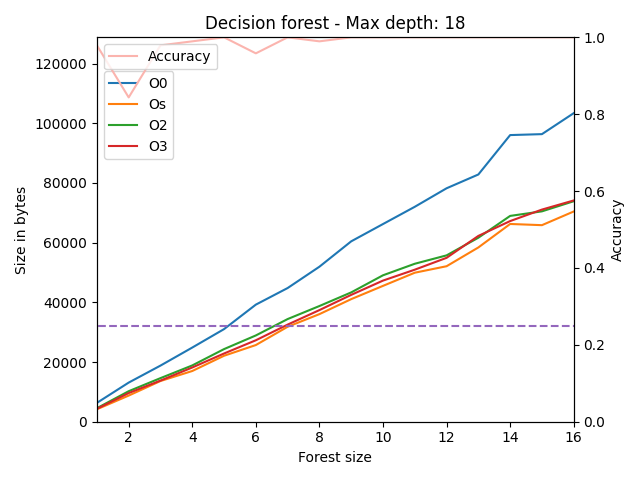 Decision forest - Max depth: 18
Accuracy
O0
Os
O2
O3
Size in bytes
120000
100000
80000
60000
40000
20000
0
1.0
0.8
0.6
0.4
0.2
0.0
Accuracy
2 4 6 8 10 12 14 16
Forest size